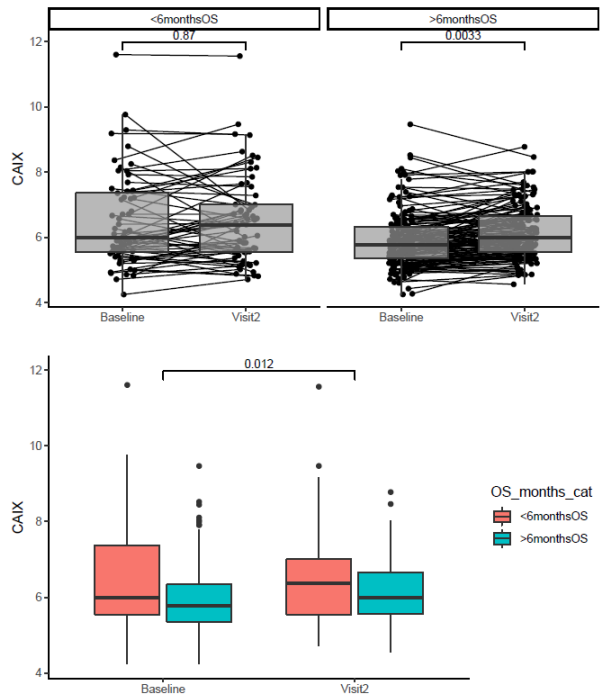 <6monthsOS >6monthsOS
0.87 0.0033
12
10
8
6
4
CAIX
Baseline Visit2 Baseline Visit2
0.012
12
10
8
6
4
CAIX
Baseline Visit2
OS_months_cat
<6monthsOS
>6monthsOS